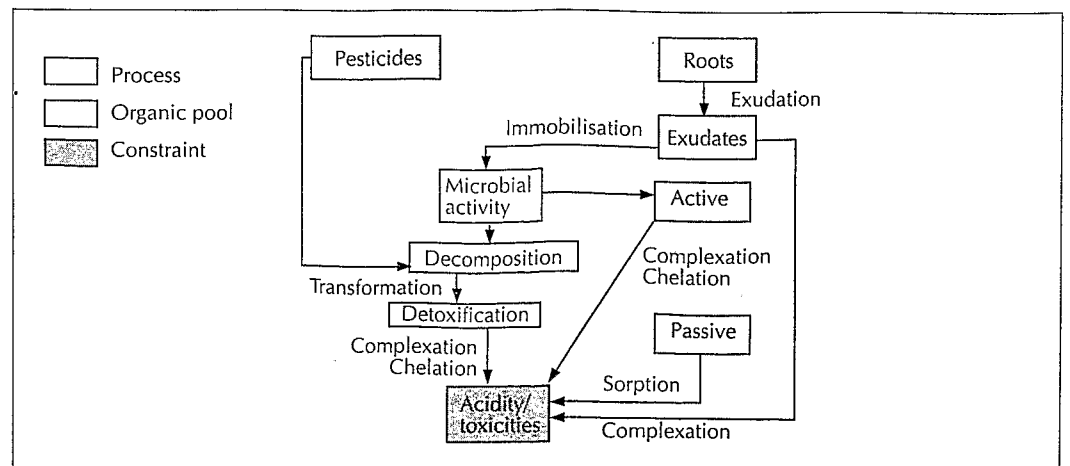 Pesticides
Roots
Process
Organic pool
Constraint
Exudation
Immobilisation
Exudates
Microbial
activity
Active
Decomposition
Complexation
Chelation
Transformation
Detoxification
Complexation
Chelation
Passive
Sorption
Acidity/
toxicities
Complexation